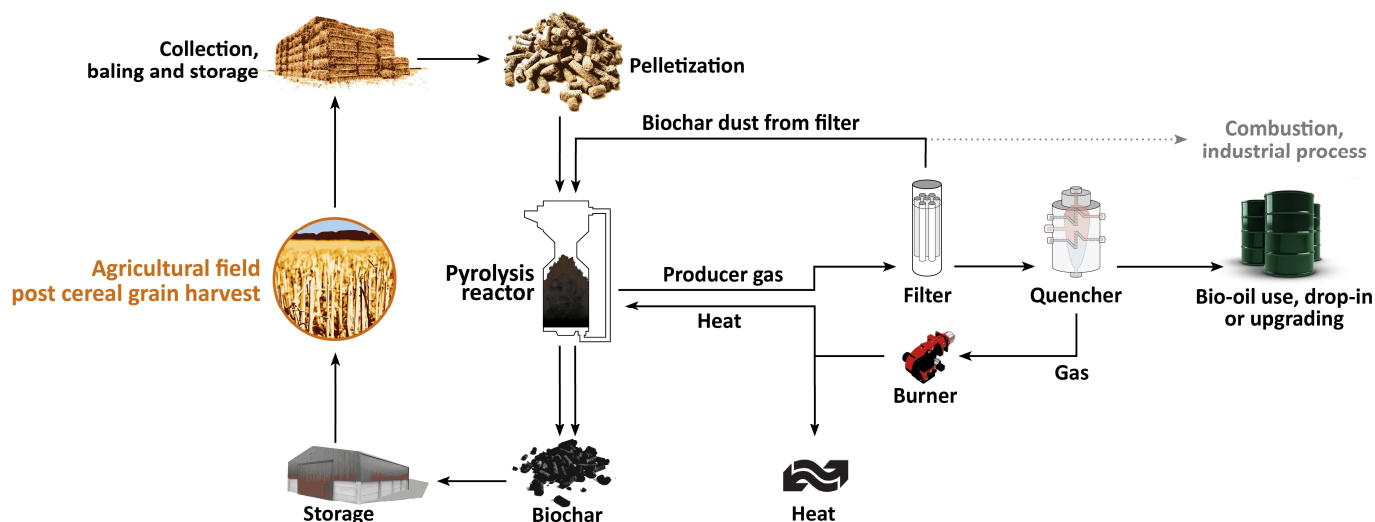 Collection,
baling and storage
Pelletization
Biochar dust from filter
Combustion,
industrial process
Agricultural field
post cereal grain harvest
Pyrolysis
reactor
Producer gas
Heat
Filter
Quencher
Bio-oil use, drop-in
or upgrading
Gas
Burner
Storage
Biochar
Heat